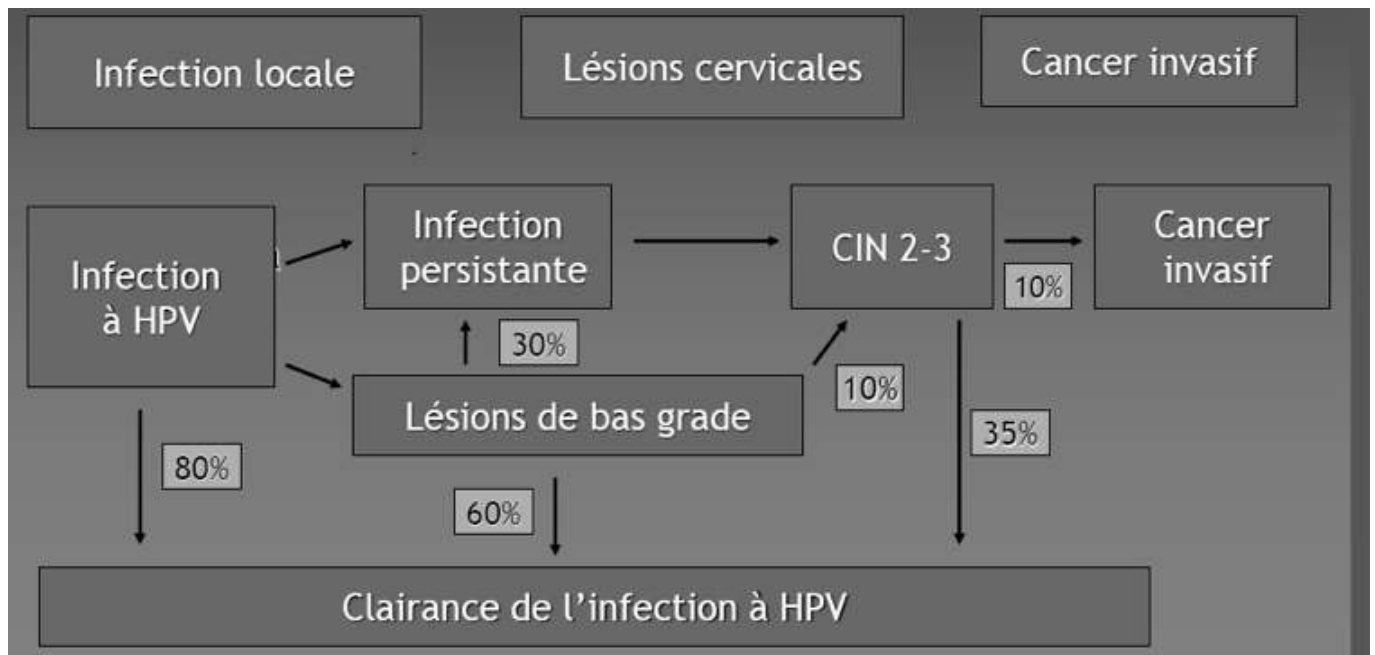 Infection locale
Lésions cervicales
Cancer invasif
Infection
à HPV
Infection
persistante
CIN 2-3
Cancer
invasif
10%
30%
10%
Lésions de bas grade
35%
80%
60%
Clairance de l'infection à HPV